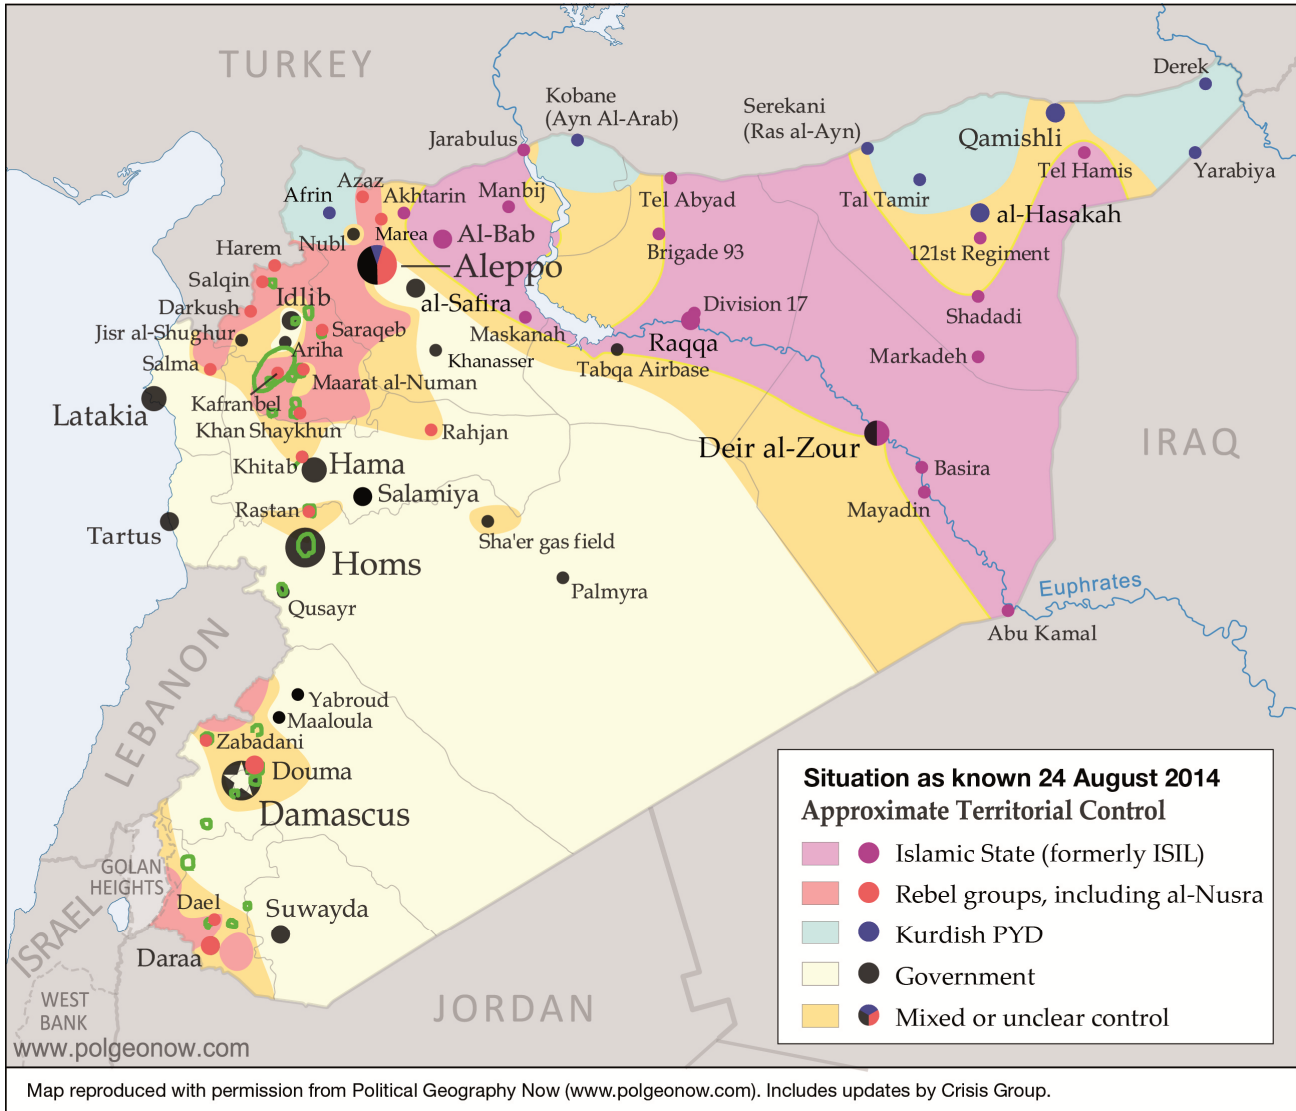 TURKEY
Derek
Kobane
(Ayn Al-Arab)
Serekani
(Ras al-Ayn)
Jarabulus
Qamishli
Tel Hamis
Yarabiya
Azaz
Afrin
Akhtarin
Manbij
Tel Abyad
Tal Tamir
al-Hasakah
Nubl
Marea
Al-Bab
Brigade 93
121st Regiment
Harem
Aleppo
Salqin
Idlib
al-Safira
Darkush
Division 17
Shadadi
Jisr al-Shughur
Saraqeb
Maskanah
Raqqa
Ariha
Khanasser
Tabqa Airbase
Markadeh
Salma
Maarat al-Numan
Latakia
Kafranbel
Khan Shaykhun
Rahjan
Deir al-Zour
IRAQ
Khitab
Hama
Basira
Salamiya
Mayadin
Rastan
Tartus
Sha'er gas field
Homs
Palmyra
Euphrates
Qusayr
Abu Kamal
LEBANON
Yabroud
Maaloula
Zabadani
Douma
Damascus
GOLAN
HEIGHTS
ISRAEL
Dael
Suwayda
Daraa
WEST
BANK
JORDAN
www.polgeonow.com
Situation as known 24 August 2014
Approximate Territorial Control
Islamic State (formerly ISIL)
Rebel groups, including al-Nusra
Kurdish PYD
Government
Mixed or unclear control
Map reproduced with permission from Political Geography Now (www.polgeonow.com). Includes updates by Crisis Group.